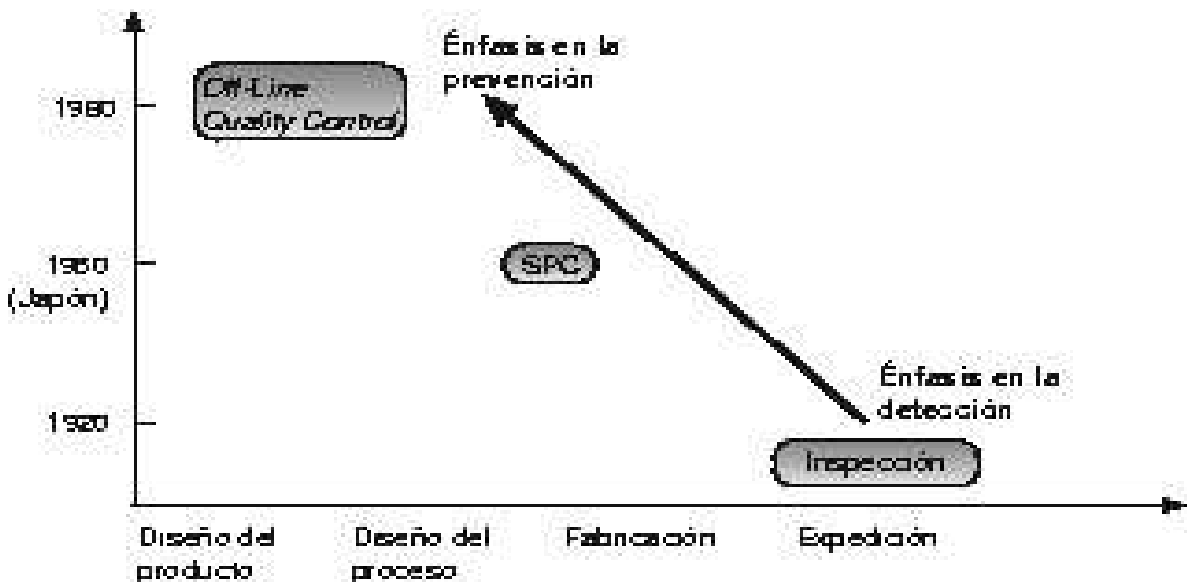 Énfasis en la
prevención
Off-Line
Quality Control
1980
SPC
1950
(Japón)
Énfasis en la
detección
1920
Inspección
Diseño del
producto
Diseño del
proceso
Fabricación
Expedición